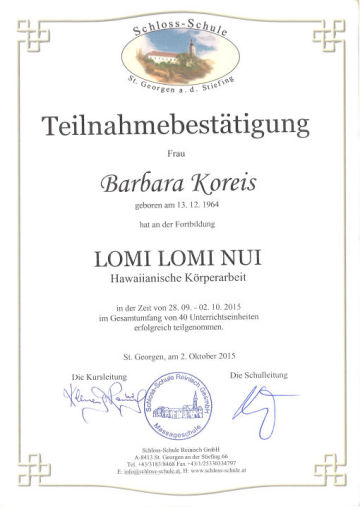 Schloss-Schule
St. Georgen a. d. Stiefing
Teilnahmebestätigung
Frau
Barbara Koreis
geboren am 13. 12. 1964
hat an der Fortbildung
LOMI LOMI NUI
Hawaiianische Körperarbeit
in der Zeit von 28. 09. - 02. 10. 2015
im Gesamtumfang von 40 Unterrichtseinheiten
erfolgreich teilgenommen.
St. Georgen, am 2. Oktober 2015
Die Kursleitung
Die Schulleitung
Schloss-Schule Reinisch GesmbH
Massageschule
Schloss-Schule Reinisch GmbH
A-8413 St. Georgen an der Stiefing 66
Tel. +43/3183/8468 Fax +43/1/25330334797
E: info@schloss-schule.at, H: www.schloss-schule.at